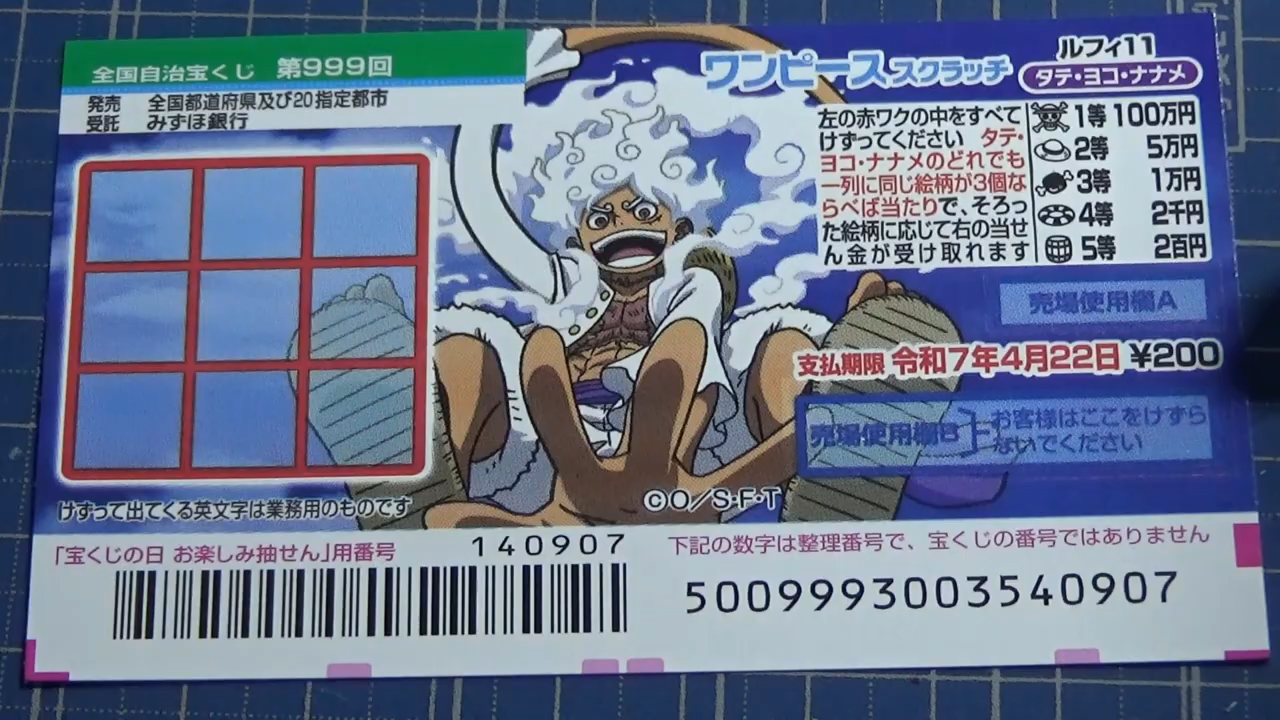 全国自治宝くじ 第999回
発売 全国都道府県及び20指定都市
受託 みずほ銀行
ワンピース スクラッチ
ルフィ11
タテ・ヨコ・ナナメ
左の赤ワクの中をすべて
けずってください タテ・
ヨコ・ナナメのどれでも
一列に同じ絵柄が3個な
らべば当たりで、そろっ
た絵柄に応じて右の当せ
ん金が受け取れます
1等 100万円
2等 5万円
3等 1万円
4等 2千円
5等 2百円
売場使用欄A
支払期限 令和7年4月22日 ¥200
売場使用欄B
お客様はここをけずら
ないでください
©O/S・F・T
けずって出てくる英文字は業務用のものです
「宝くじの日 お楽しみ抽せん」用番号
140907
下記の数字は整理番号で、宝くじの番号ではありません
5009993003540907